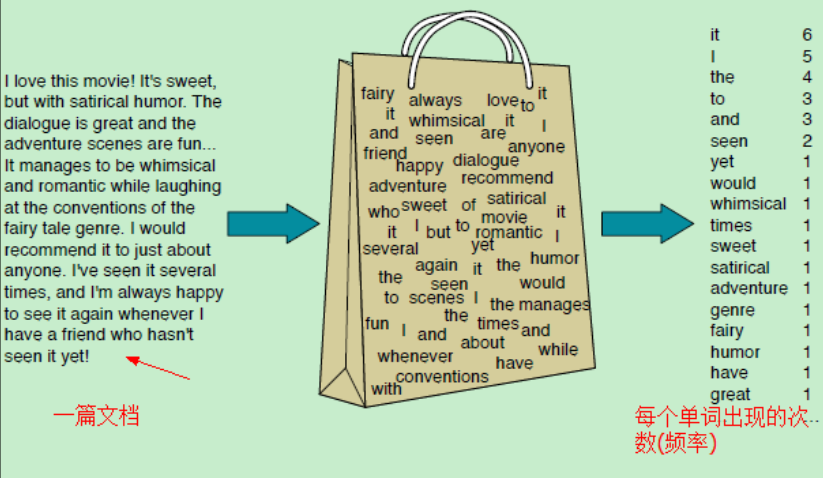 I love this movie! It's sweet,
but with satirical humor. The
dialogue is great and the
adventure scenes are fun...
It manages to be whimsical
and romantic while laughing
at the conventions of the
fairy tale genre. I would
recommend it to just about
anyone. I've seen it several
times, and I'm always happy
to see it again whenever I
have a friend who hasn't
seen it yet!
一篇文档
fairy always love to it
it whimsical it I
and seen are anyone
friend happy dialogue
adventure recommend
who sweet of satirical
it I but to movie it
romantic I
several yet
again it the humor
the seen would
to scenes I the manages
the times and
fun I and about
whenever while
have
conventions
with
it 6
I 5
the 4
to 3
and 3
seen 2
yet 1
would 1
whimsical 1
times 1
sweet 1
satirical 1
adventure 1
genre 1
fairy 1
humor 1
have 1
great 1
每个单词出现的次...
数(频率)